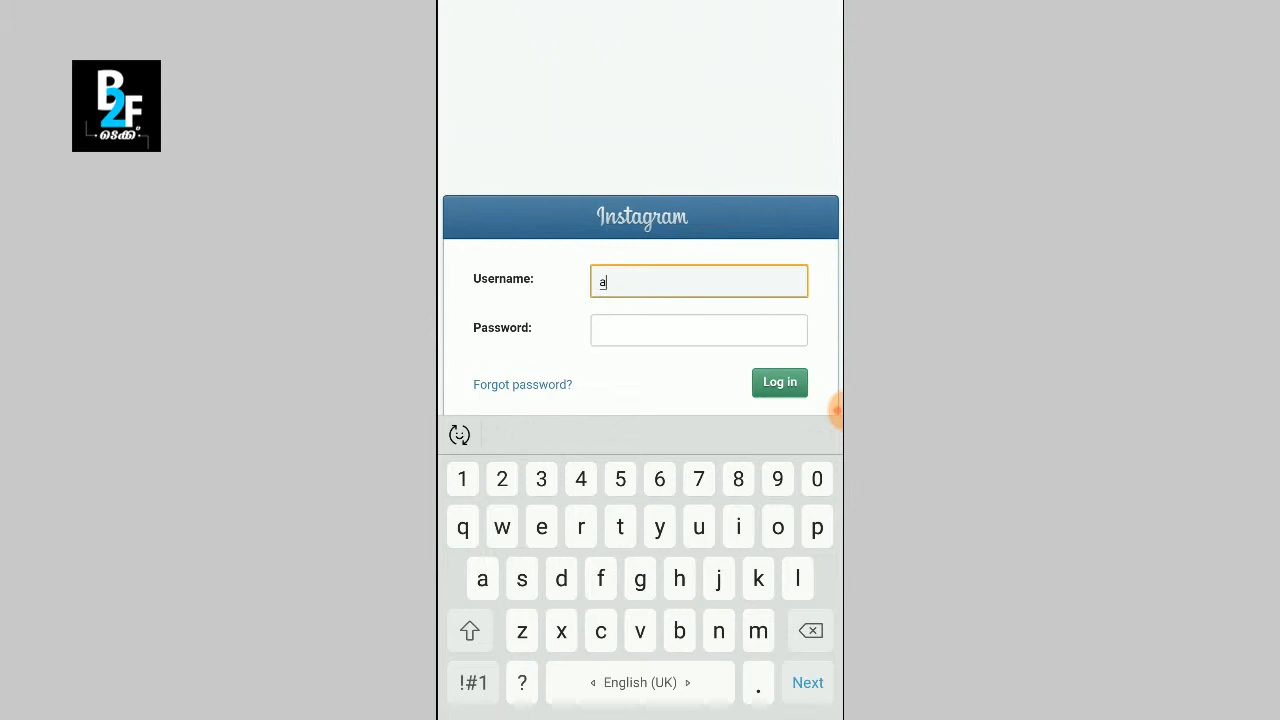 B
2F
ടെക്
Instagram
Username:
a
Password:
Forgot password?
Log in
1 2 3 4 5 6 7 8 9 0
q w e r t y u i o p
a s d f g h j k l
z x c v b n m
!#1 ? English (UK) . Next